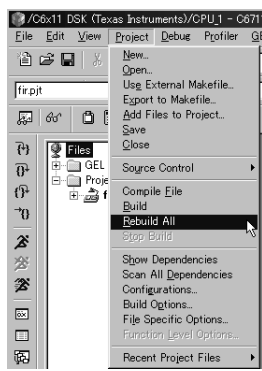 /C6x11 DSK (Texas Instruments)/CPU_1 - C671
File Edit View Project Debug Profiler GE
fir.pjt
Files
GEL
Proje
f
New...
Open...
Use External Makefile...
Export to Makefile...
Add Files to Project...
Save
Close
Source Control
Compile File
Build
Rebuild All
Stop Build
Show Dependencies
Scan All Dependencies
Configurations...
Build Options...
File Specific Options...
Function Level Options...
Recent Project Files